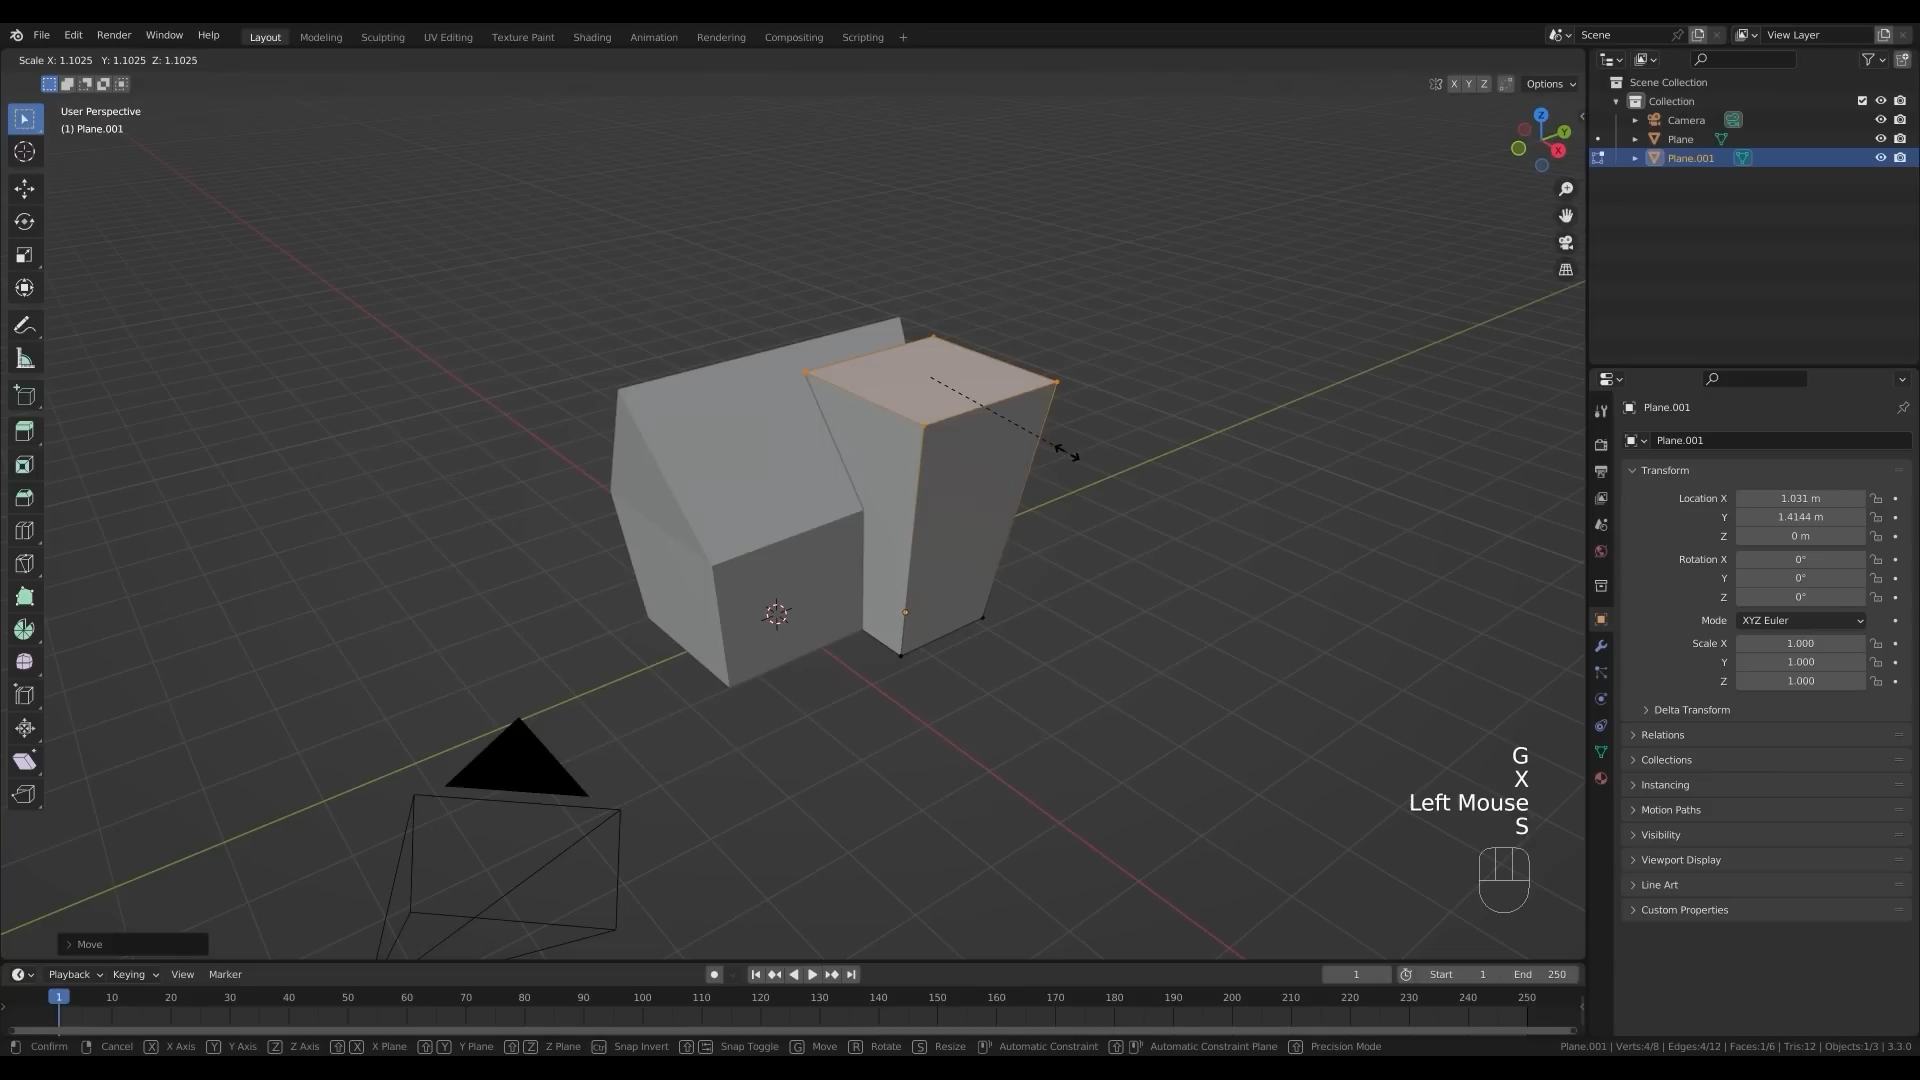 File Edit Render Window Help Layout Modeling Sculpting UV Editing Texture Paint Shading Animation Rendering Compositing Scripting + Scene View Layer
Scale X: 1.1025 Y: 1.1025 Z: 1.1025
X Y Z Options
User Perspective
(1) Plane.001
Z
Y
X
Scene Collection
Collection
Camera
Plane
Plane.001
Plane.001
Plane.001
Transform
Location X 1.031 m
Y 1.4144 m
Z 0 m
Rotation X 0°
Y 0°
Z 0°
Mode XYZ Euler
Scale X 1.000
Y 1.000
Z 1.000
Delta Transform
Relations
Collections
Instancing
Motion Paths
Visibility
Viewport Display
Line Art
Custom Properties
G
X
Left Mouse
S
Move
Playback Keying View Marker 1 Start 1 End 250
1 10 20 30 40 50 60 70 80 90 100 110 120 130 140 150 160 170 180 190 200 210 220 230 240 250
Confirm Cancel X X Axis Y Y Axis Z Z Axis X X Plane Y Y Plane Z Z Plane Ctrl Snap Invert Snap Toggle G Move R Rotate S Resize Automatic Constraint Automatic Constraint Plane Precision Mode Plane.001 | Verts:4/8 | Edges:4/12 | Faces:1/6 | Tris:12 | Objects:1/3 | 3.3.0